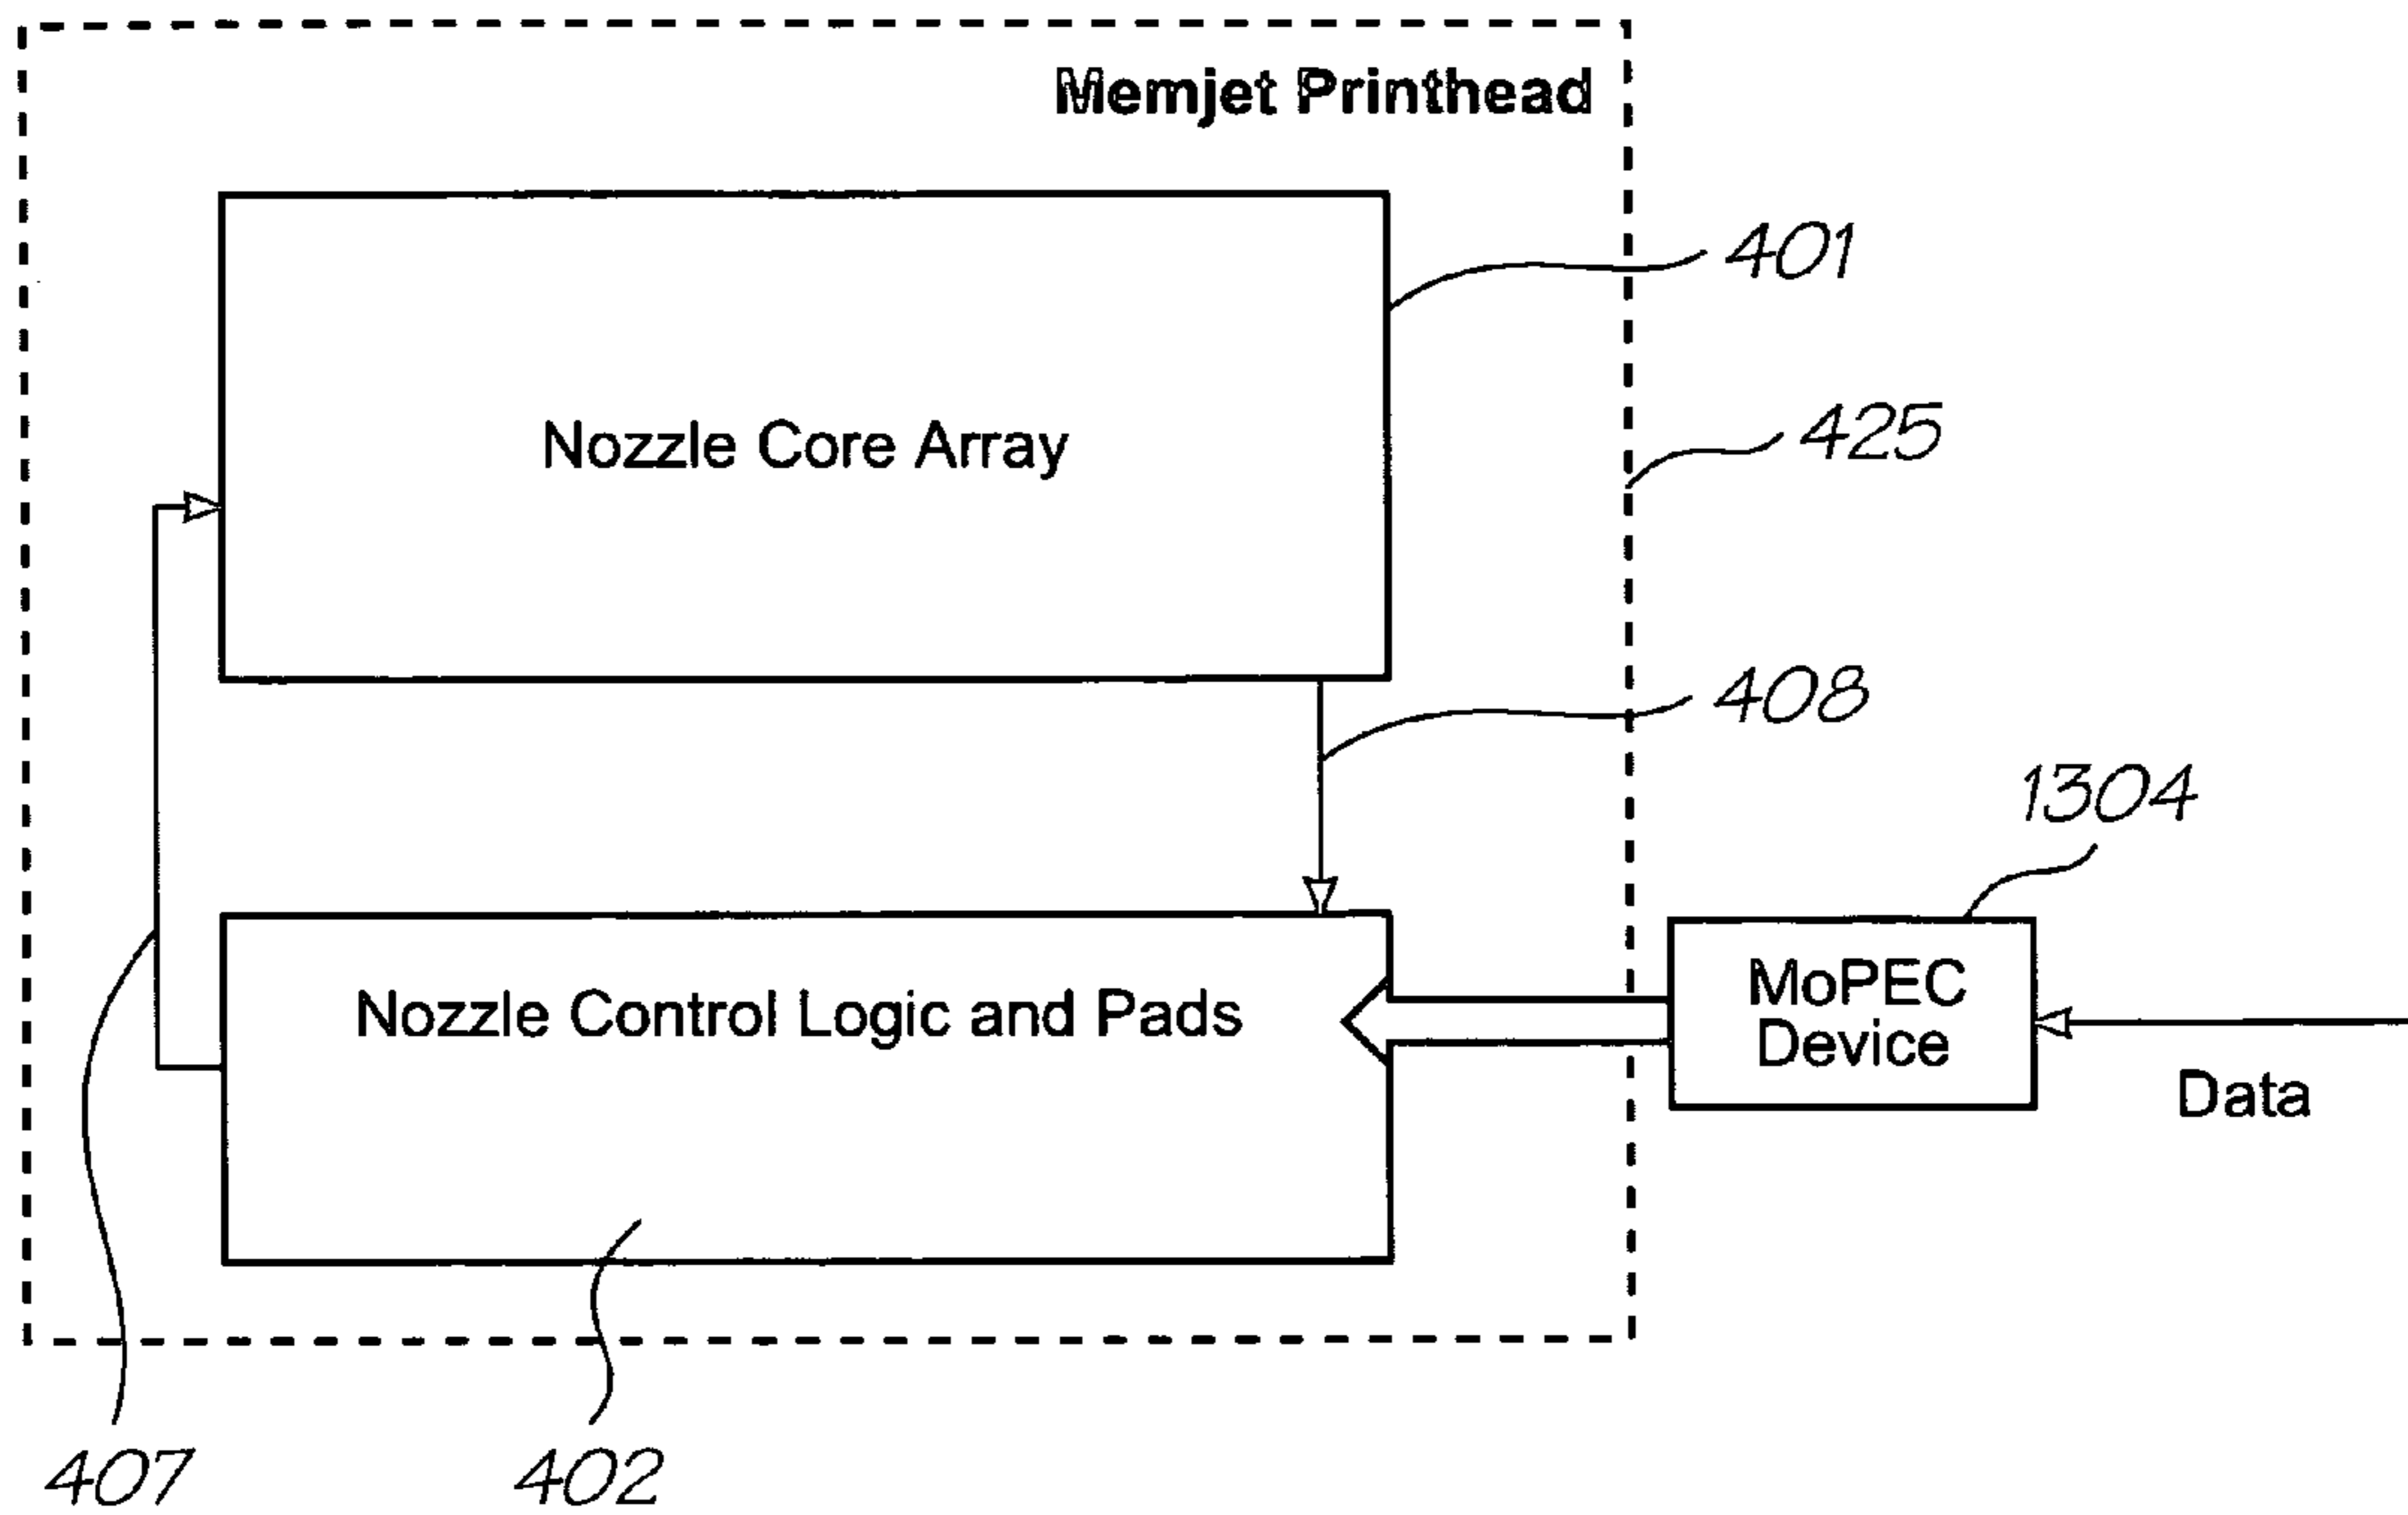 Memjet Printhead
401
Nozzle Core Array
425
408
1304
MoPEC
Device
Nozzle Control Logic and Pads
Data
407
402